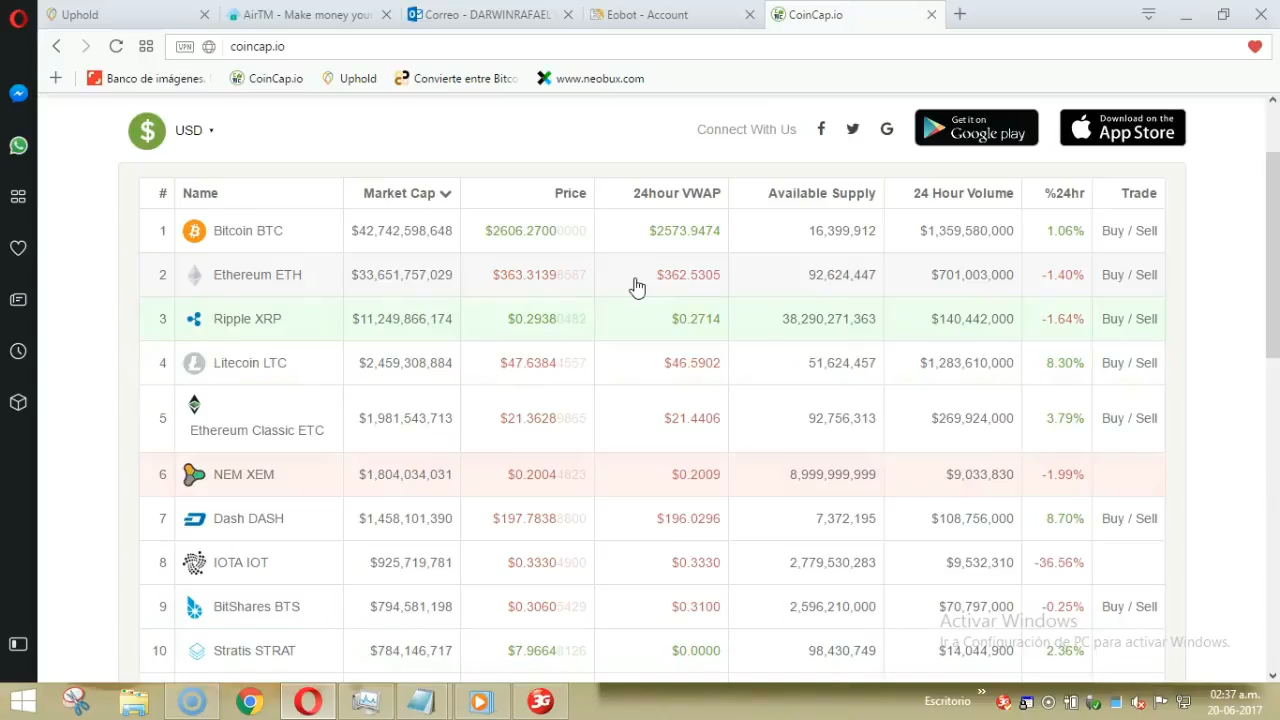 Uphold
AirTM - Make money your
Correo - DARWINRAFAEL
Eobot - Account
CoinCap.io
VPN
coincap.io
Banco de imágenes.
CoinCap.io
Uphold
Convierte entre Bitco
www.neobux.com
$ USD
Connect With Us
Get it on Google play
Download on the App Store
# Name Market Cap Price 24hour VWAP Available Supply 24 Hour Volume %24hr Trade
1 Bitcoin BTC $42,742,598,648 $2606.27000000 $2573.9474 16,399,912 $1,359,580,000 1.06% Buy / Sell
2 Ethereum ETH $33,651,757,029 $363.3139 $362.5305 92,624,447 $701,003,000 -1.40% Buy / Sell
3 Ripple XRP $11,249,866,174 $0.29380482 $0.2714 38,290,271,363 $140,442,000 -1.64% Buy / Sell
4 Litecoin LTC $2,459,308,884 $47.63844557 $46.5902 51,624,457 $1,283,610,000 8.30% Buy / Sell
5 Ethereum Classic ETC $1,981,543,713 $21.36289865 $21.4406 92,756,313 $269,924,000 3.79% Buy / Sell
6 NEM XEM $1,804,034,031 $0.20044623 $0.2009 8,999,999,999 $9,033,830 -1.99%
7 Dash DASH $1,458,101,390 $197.78388800 $196.0296 7,372,195 $108,756,000 8.70% Buy / Sell
8 IOTA IOT $925,719,781 $0.33304900 $0.3330 2,779,530,283 $9,532,310 -36.56%
9 BitShares BTS $794,581,198 $0.30605429 $0.3100 2,596,210,000 $70,797,000 -0.25% Buy / Sell
10 Stratis STRAT $784,146,717 $7.96648126 $0.0000 98,430,749 $14,044,900 2.36%
Activar Windows
Ir a Configuración de PC para activar Windows.
Escritorio
3G
02:37 a.m.
20-06-2017